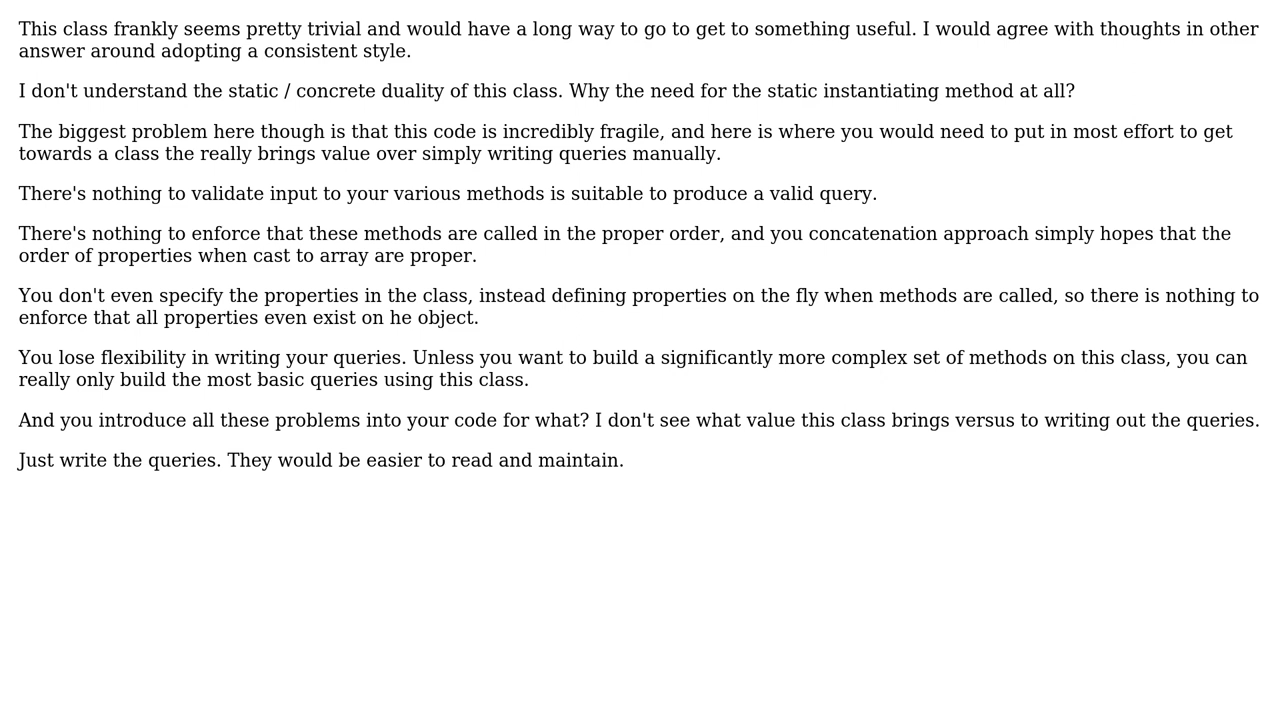 This class frankly seems pretty trivial and would have a long way to go to get to something useful. I would agree with thoughts in other
answer around adopting a consistent style.
I don't understand the static / concrete duality of this class. Why the need for the static instantiating method at all?
The biggest problem here though is that this code is incredibly fragile, and here is where you would need to put in most effort to get
towards a class the really brings value over simply writing queries manually.
There's nothing to validate input to your various methods is suitable to produce a valid query.
There's nothing to enforce that these methods are called in the proper order, and you concatenation approach simply hopes that the
order of properties when cast to array are proper.
You don't even specify the properties in the class, instead defining properties on the fly when methods are called, so there is nothing to
enforce that all properties even exist on he object.
You lose flexibility in writing your queries. Unless you want to build a significantly more complex set of methods on this class, you can
really only build the most basic queries using this class.
And you introduce all these problems into your code for what? I don't see what value this class brings versus to writing out the queries.
Just write the queries. They would be easier to read and maintain.